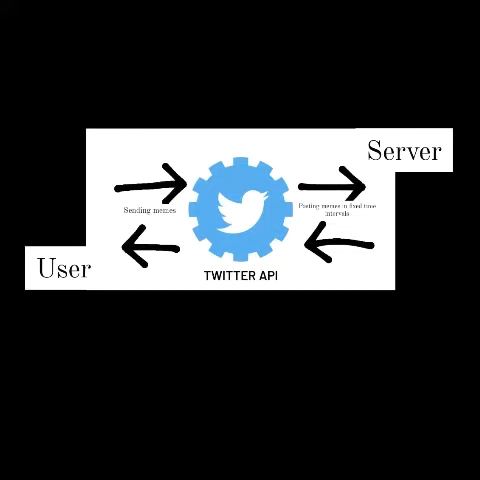 Server
Sending memes
Posting memes in fixed time
intervals
User
TWITTER API